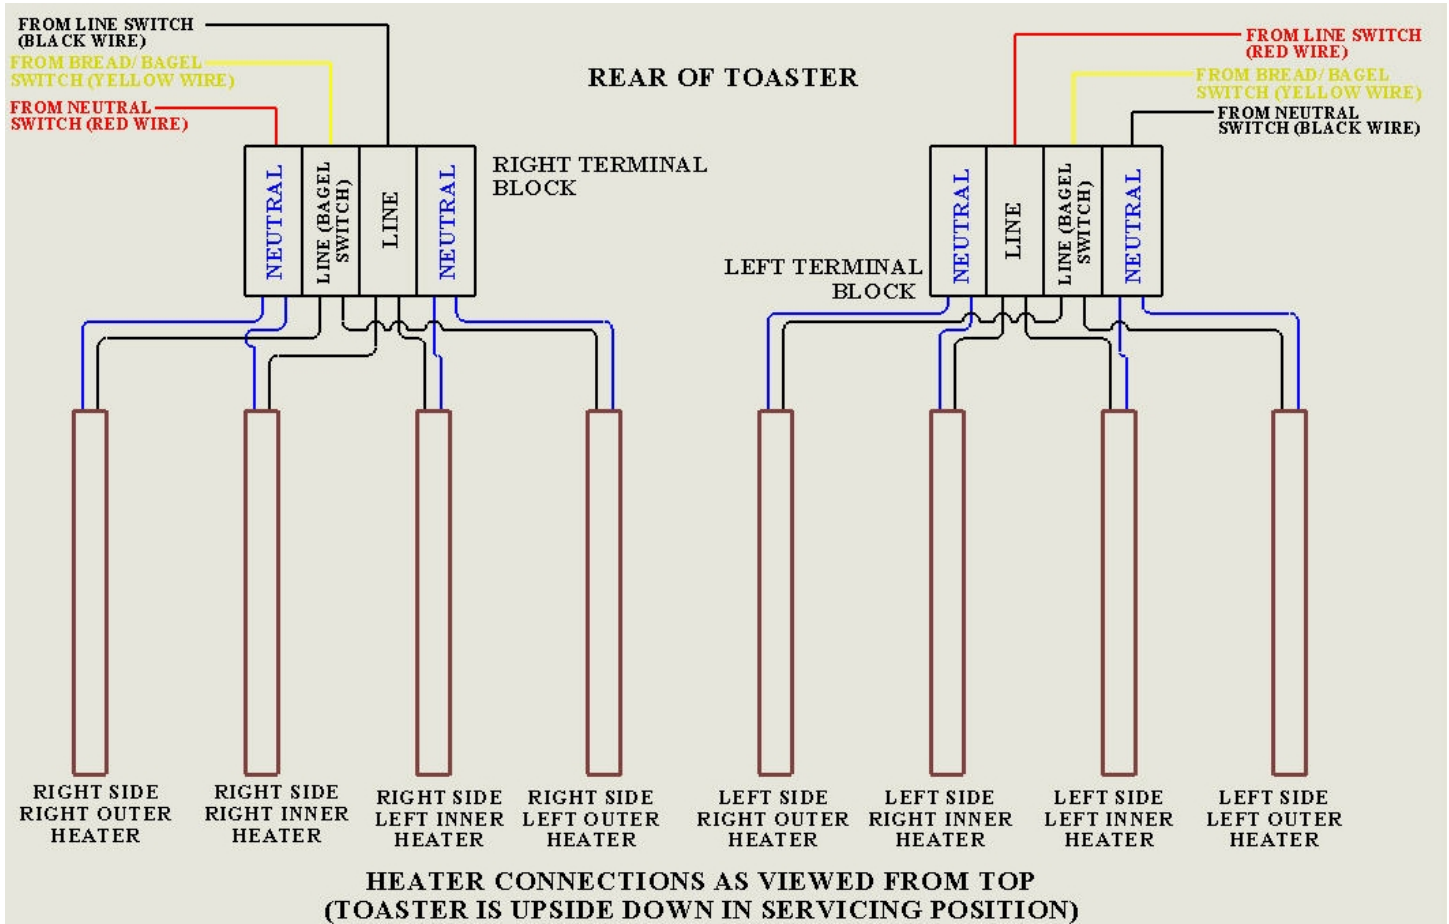 FROM LINE SWITCH
(BLACK WIRE)
FROM BREAD/ BAGEL
SWITCH (YELLOW WIRE)
FROM NEUTRAL
SWITCH (RED WIRE)
REAR OF TOASTER
FROM LINE SWITCH
(RED WIRE)
FROM BREAD/ BAGEL
SWITCH (YELLOW WIRE)
FROM NEUTRAL
SWITCH (BLACK WIRE)
NEUTRAL
LINE (BAGEL
SWITCH)
LINE
NEUTRAL
RIGHT TERMINAL
BLOCK
LEFT TERMINAL
BLOCK
NEUTRAL
LINE
LINE (BAGEL
SWITCH)
NEUTRAL
RIGHT SIDE
RIGHT OUTER
HEATER
RIGHT SIDE
RIGHT INNER
HEATER
RIGHT SIDE
LEFT INNER
HEATER
RIGHT SIDE
LEFT OUTER
HEATER
LEFT SIDE
RIGHT OUTER
HEATER
LEFT SIDE
RIGHT INNER
HEATER
LEFT SIDE
LEFT INNER
HEATER
LEFT SIDE
LEFT OUTER
HEATER
HEATER CONNECTIONS AS VIEWED FROM TOP
(TOASTER IS UPSIDE DOWN IN SERVICING POSITION)